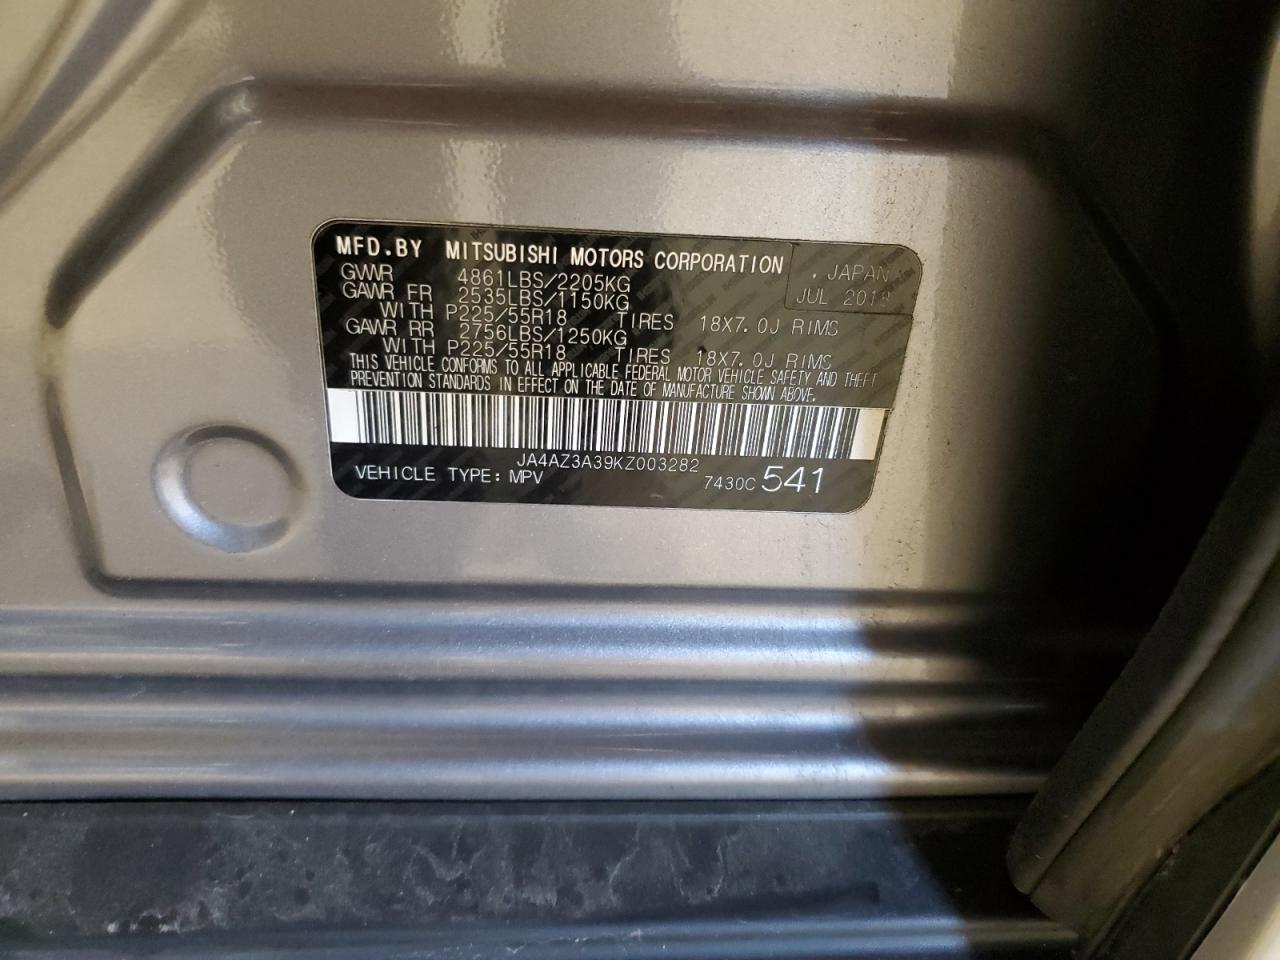 MFD.BY MITSUBISHI MOTORS CORPORATION
. JAPAN
GWWR 4861LBS/2205KG
JUL 2018
GAWR FR 2535LBS/1150KG
WITH P225/55R18 TIRES 18X7.0J RIMS
GAWR RR 2756LBS/1250KG
WITH P225/55R18 TIRES 18X7.0J RIMS
THIS VEHICLE CONFORMS TO ALL APPLICABLE FEDERAL MOTOR VEHICLE SAFETY AND THEFT
PREVENTION STANDARDS IN EFFECT ON THE DATE OF MANUFACTURE SHOWN ABOVE.
JA4AZ3A39KZ003282
VEHICLE TYPE: MPV 7430C 541